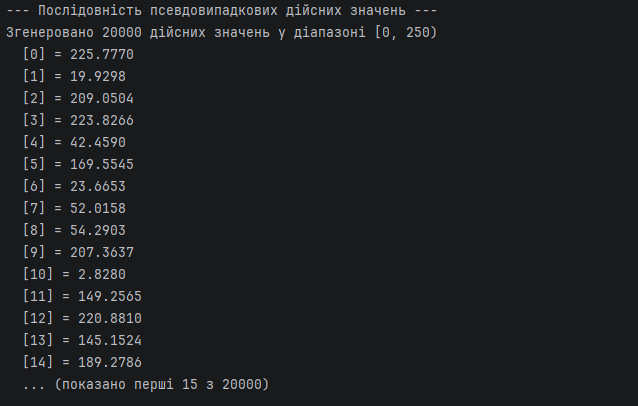 --- Послідовність псевдовипадкових дійсних значень ---
Згенеровано 20000 дійсних значень у діапазоні [0, 250)
[0] = 225.7770
[1] = 19.9298
[2] = 209.0504
[3] = 223.8266
[4] = 42.4590
[5] = 169.5545
[6] = 23.6653
[7] = 52.0158
[8] = 54.2903
[9] = 207.3637
[10] = 2.8280
[11] = 149.2565
[12] = 220.8810
[13] = 145.1524
[14] = 189.2786
... (показано перші 15 з 20000)